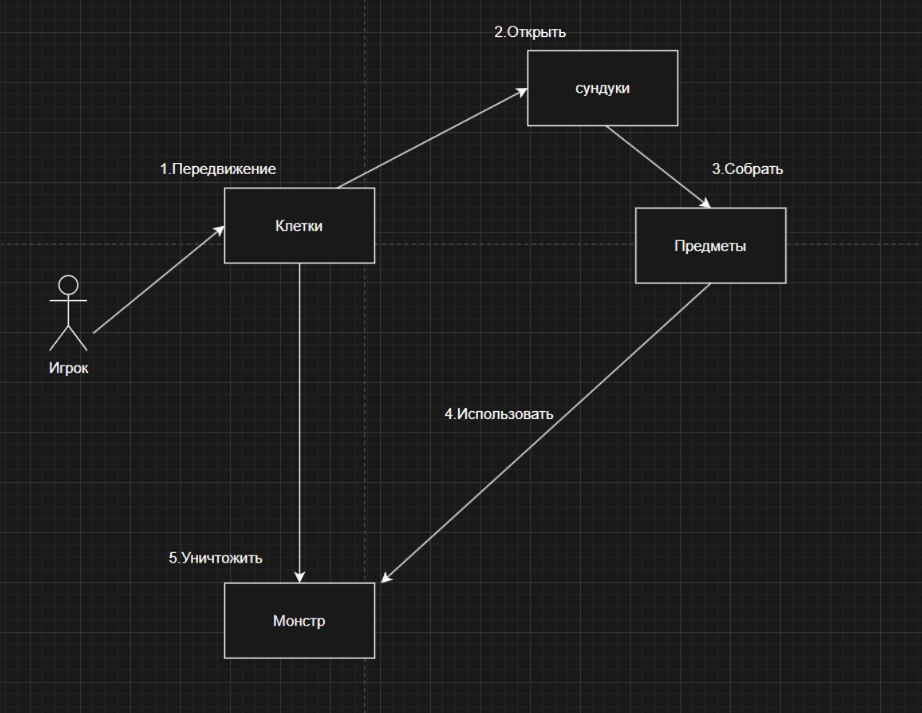 2.Открыть
сундуки
1.Передвижение
3.Собрать
Клетки
Предметы
Игрок
4.Использовать
5.Уничтожить
Монстр